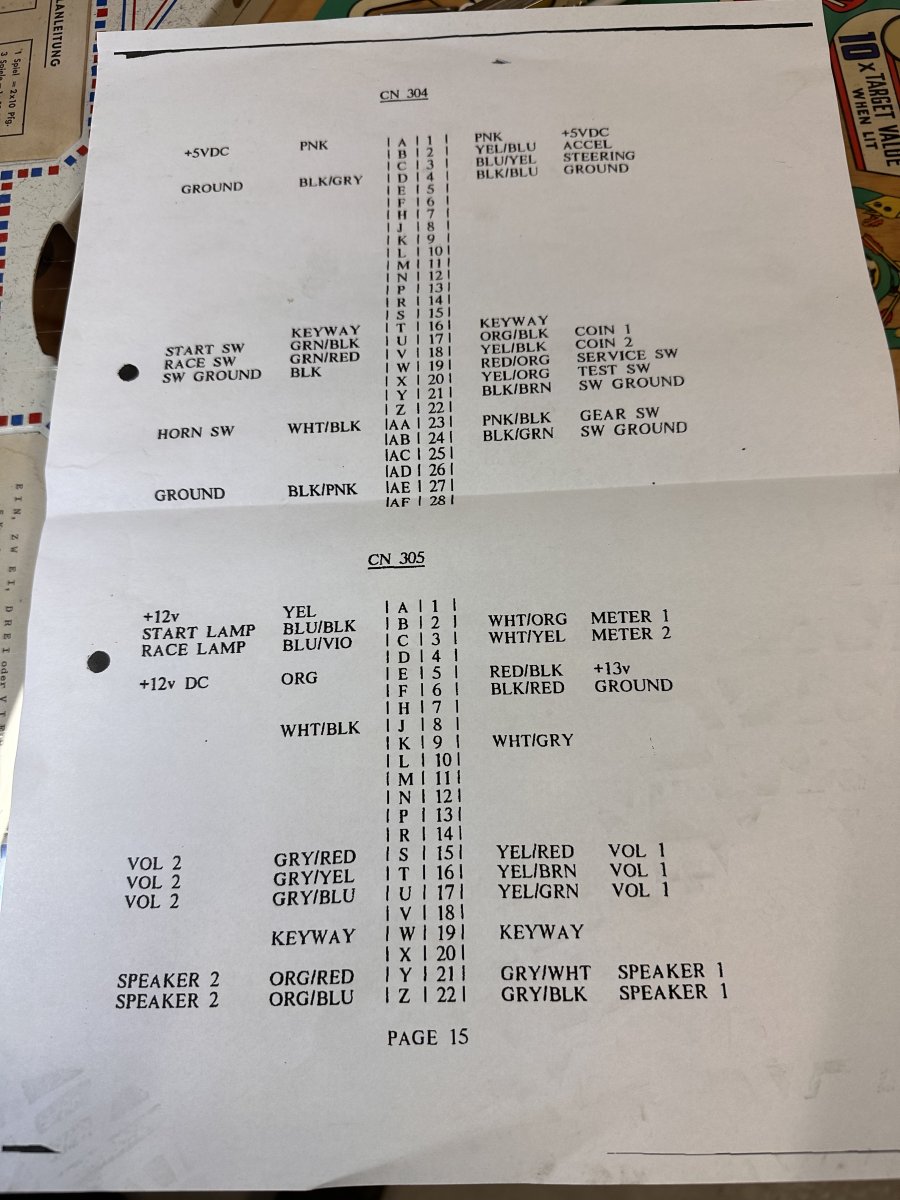 LANLEITUNG
1 Spiel = 2x10 Pfg.
10 x TARGET VALUE
WHEN LIT
CN 304
+5VDC PNK | A | 1 | PNK +5VDC
| B | 2 | YEL/BLU ACCEL
| C | 3 | BLU/YEL STEERING
GROUND BLK/GRY | D | 4 | BLK/BLU GROUND
| E | 5 |
| F | 6 |
| H | 7 |
| J | 8 |
| K | 9 |
| L | 10 |
| M | 11 |
| N | 12 |
| P | 13 |
| R | 14 |
| S | 15 |
KEYWAY | T | 16 | KEYWAY
START SW GRN/BLK | U | 17 | ORG/BLK COIN 1
RACE SW GRN/RED | V | 18 | YEL/BLK COIN 2
SW GROUND BLK | W | 19 | RED/ORG SERVICE SW
| X | 20 | YEL/ORG TEST SW
| Y | 21 | BLK/BRN SW GROUND
| Z | 22 |
HORN SW WHT/BLK |AA | 23 | PNK/BLK GEAR SW
|AB | 24 | BLK/GRN SW GROUND
|AC | 25 |
|AD | 26 |
GROUND BLK/PNK |AE | 27 |
|AF | 28 |
CN 305
+12v YEL | A | 1 |
START LAMP BLU/BLK | B | 2 | WHT/ORG METER 1
RACE LAMP BLU/VIO | C | 3 | WHT/YEL METER 2
| D | 4 |
+12v DC ORG | E | 5 | RED/BLK +13v
| F | 6 | BLK/RED GROUND
| H | 7 |
WHT/BLK | J | 8 |
| K | 9 | WHT/GRY
| L | 10 |
| M | 11 |
| N | 12 |
| P | 13 |
| R | 14 |
VOL 2 GRY/RED | S | 15 | YEL/RED VOL 1
VOL 2 GRY/YEL | T | 16 | YEL/BRN VOL 1
VOL 2 GRY/BLU | U | 17 | YEL/GRN VOL 1
| V | 18 |
KEYWAY | W | 19 | KEYWAY
| X | 20 |
SPEAKER 2 ORG/RED | Y | 21 | GRY/WHT SPEAKER 1
SPEAKER 2 ORG/BLU | Z | 22 | GRY/BLK SPEAKER 1
PAGE 15
EIN, ZWEI, DREI oder V